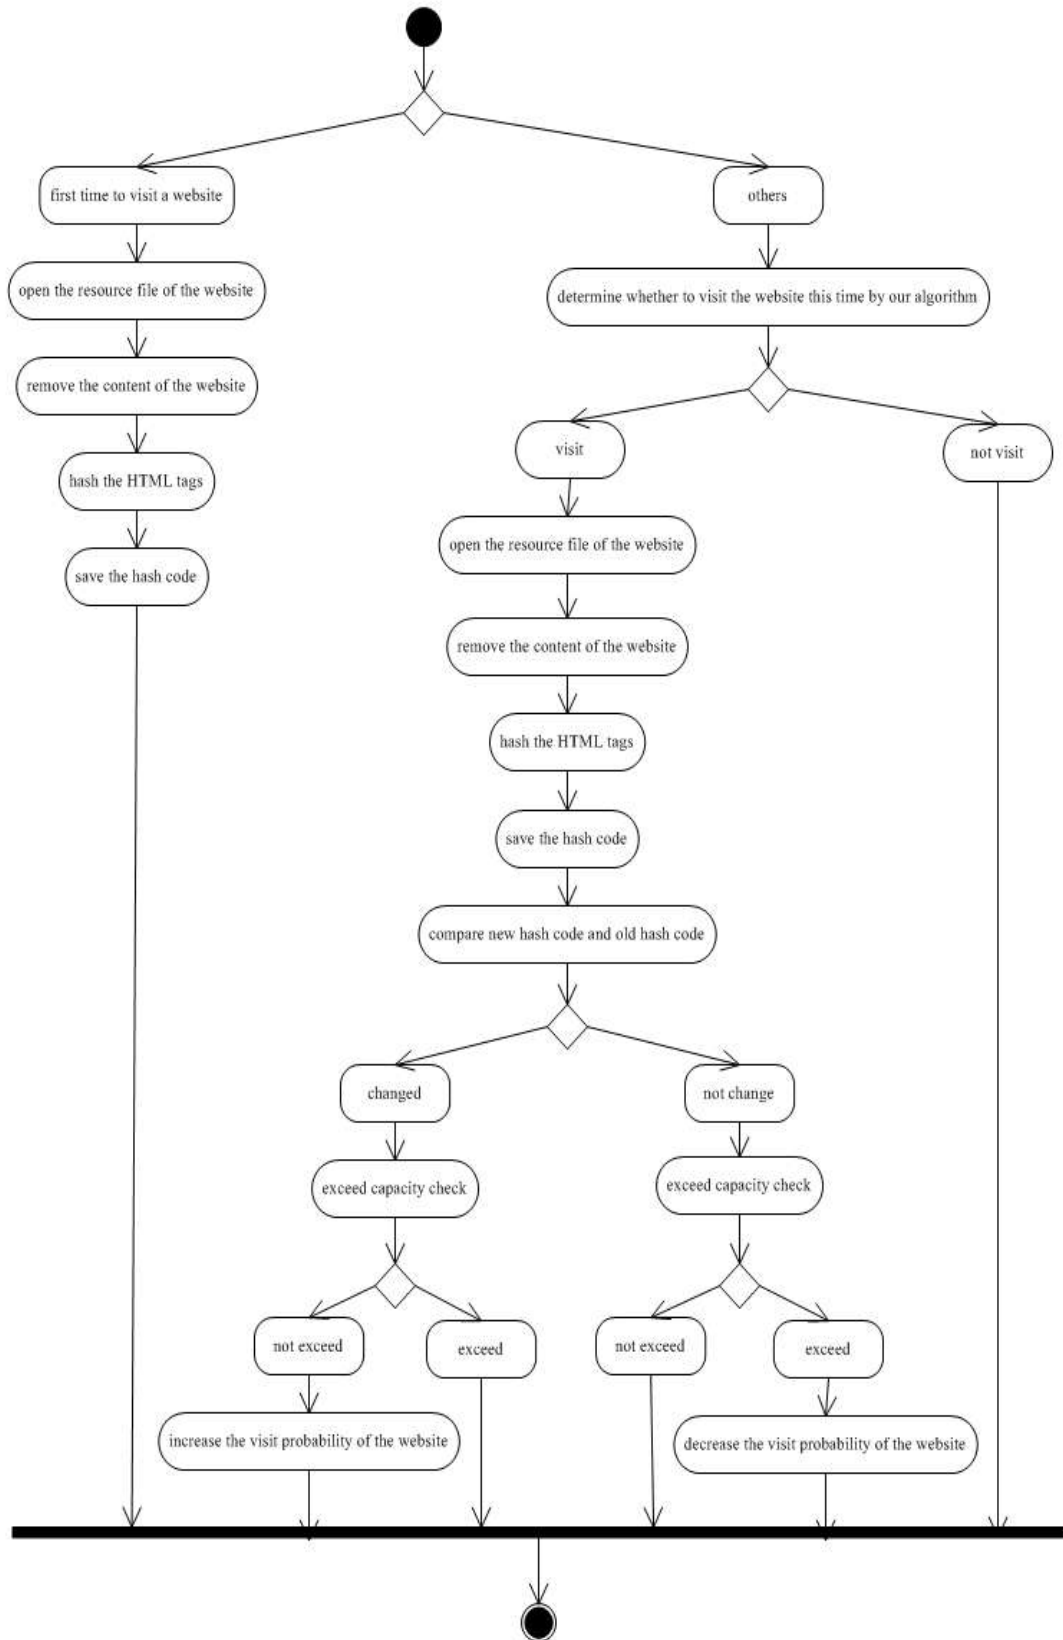 first time to visit a website
others
open the resource file of the website
determine whether to visit the website this time by our algorithm
remove the content of the website
visit
not visit
hash the HTML tags
open the resource file of the website
save the hash code
remove the content of the website
hash the HTML tags
save the hash code
compare new hash code and old hash code
changed
not change
exceed capacity check
exceed capacity check
not exceed
exceed
not exceed
exceed
increase the visit probability of the website
decrease the visit probability of the website